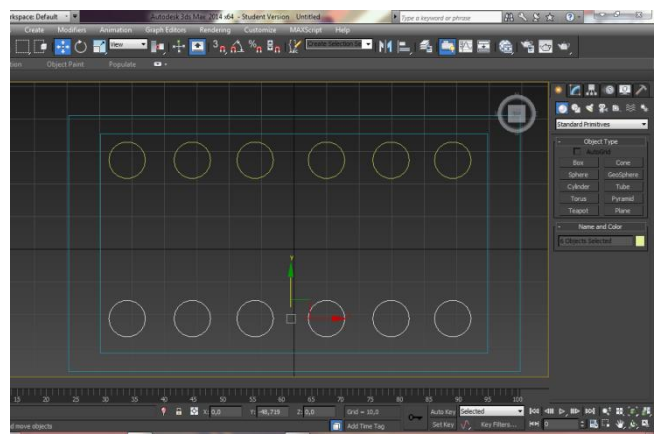 kspace: Default
Autodesk 3ds Max 2014 x64 - Student Version Untitled
Type a keyword or phrase
Create Modifiers Animation Graph Editors Rendering Customize MAXScript Help
View
Create Selection Se
tion Object Paint Populate
Standard Primitives
Object Type
AutoGrid
Box Cone
Sphere GeoSphere
Cylinder Tube
Torus Pyramid
Teapot Plane
Name and Color
6 Objects Selected
y
15 20 25 30 35 40 45 50 55 60 65 70 75 80 85 90 95 100
X: 0,0 Y: -48,719 Z: 0,0 Grid = 10,0 Auto Key Selected
d move objects Add Time Tag Set Key Key Filters... 0